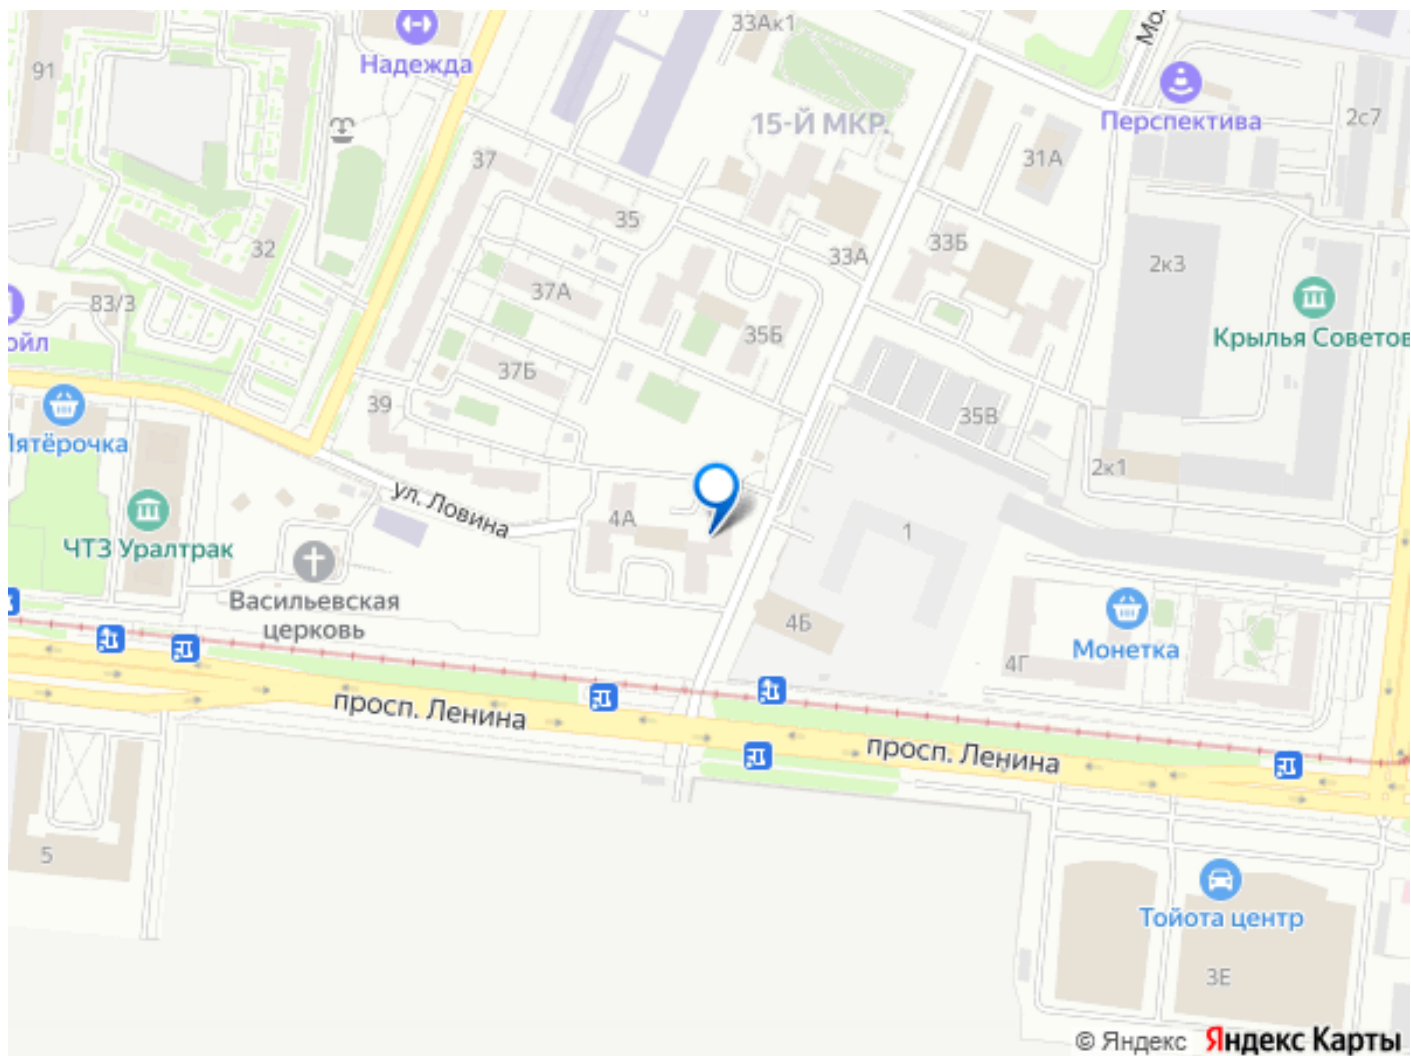 33Ак1
91
Надежда
15-Й МКР.
Перспектива
2с7
37
31А
35
32
33А
33Б
2к3
83/3
37А
35Б
ойл
Крылья Советов
37Б
39
35В
Пятёрочка
2к1
ул. Ловина
4А
1
ЧТЗ Уралтрак
Васильевская
церковь
4Б
Монетка
4Г
просп. Ленина
просп. Ленина
5
Тойота центр
3Е
© Яндекс Яндекс Карты